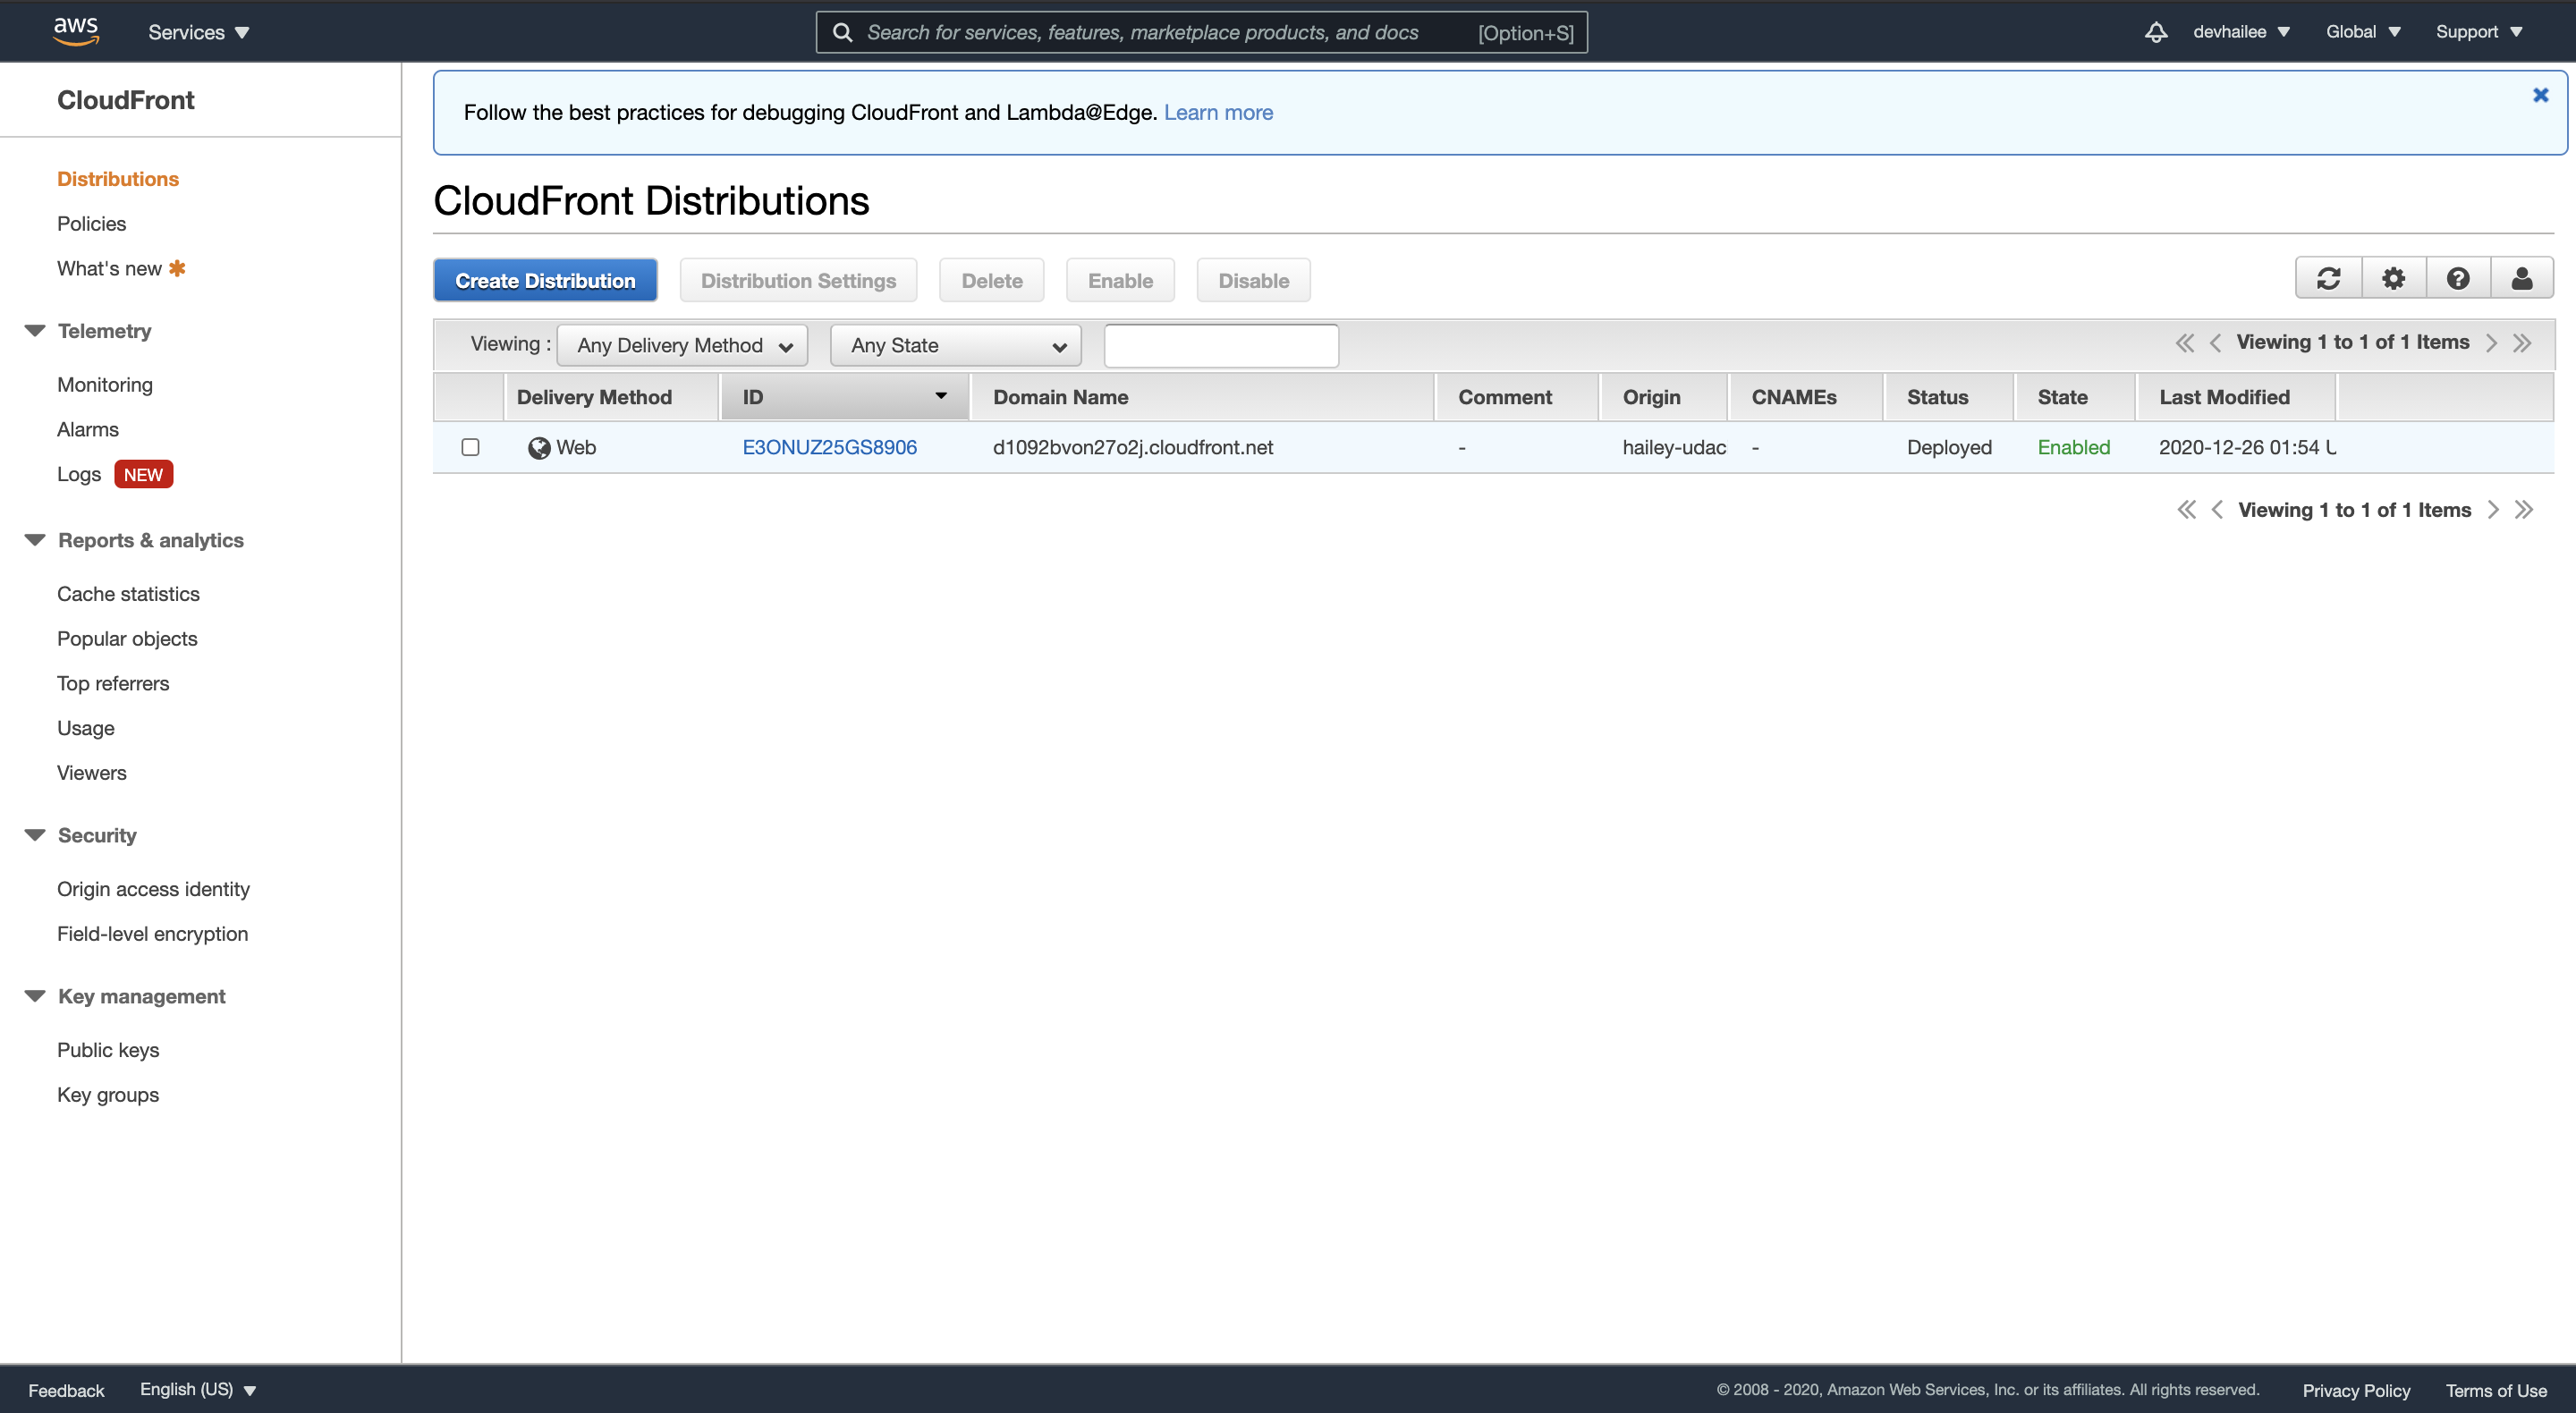 aws Services Search for services, features, marketplace products, and docs [Option+S] devhailee Global Support
CloudFront
Distributions
Policies
What's new
Telemetry
Monitoring
Alarms
Logs NEW
Reports & analytics
Cache statistics
Popular objects
Top referrers
Usage
Viewers
Security
Origin access identity
Field-level encryption
Key management
Public keys
Key groups
Follow the best practices for debugging CloudFront and Lambda@Edge. Learn more
CloudFront Distributions
Create Distribution Distribution Settings Delete Enable Disable
Viewing : Any Delivery Method Any State Viewing 1 to 1 of 1 Items
Delivery Method ID Domain Name Comment Origin CNAMEs Status State Last Modified
Web E3ONUZ25GS8906 d1092bvon27o2j.cloudfront.net - hailey-udac - Deployed Enabled 2020-12-26 01:54 U
Viewing 1 to 1 of 1 Items
Feedback English (US) © 2008 - 2020, Amazon Web Services, Inc. or its affiliates. All rights reserved. Privacy Policy Terms of Use